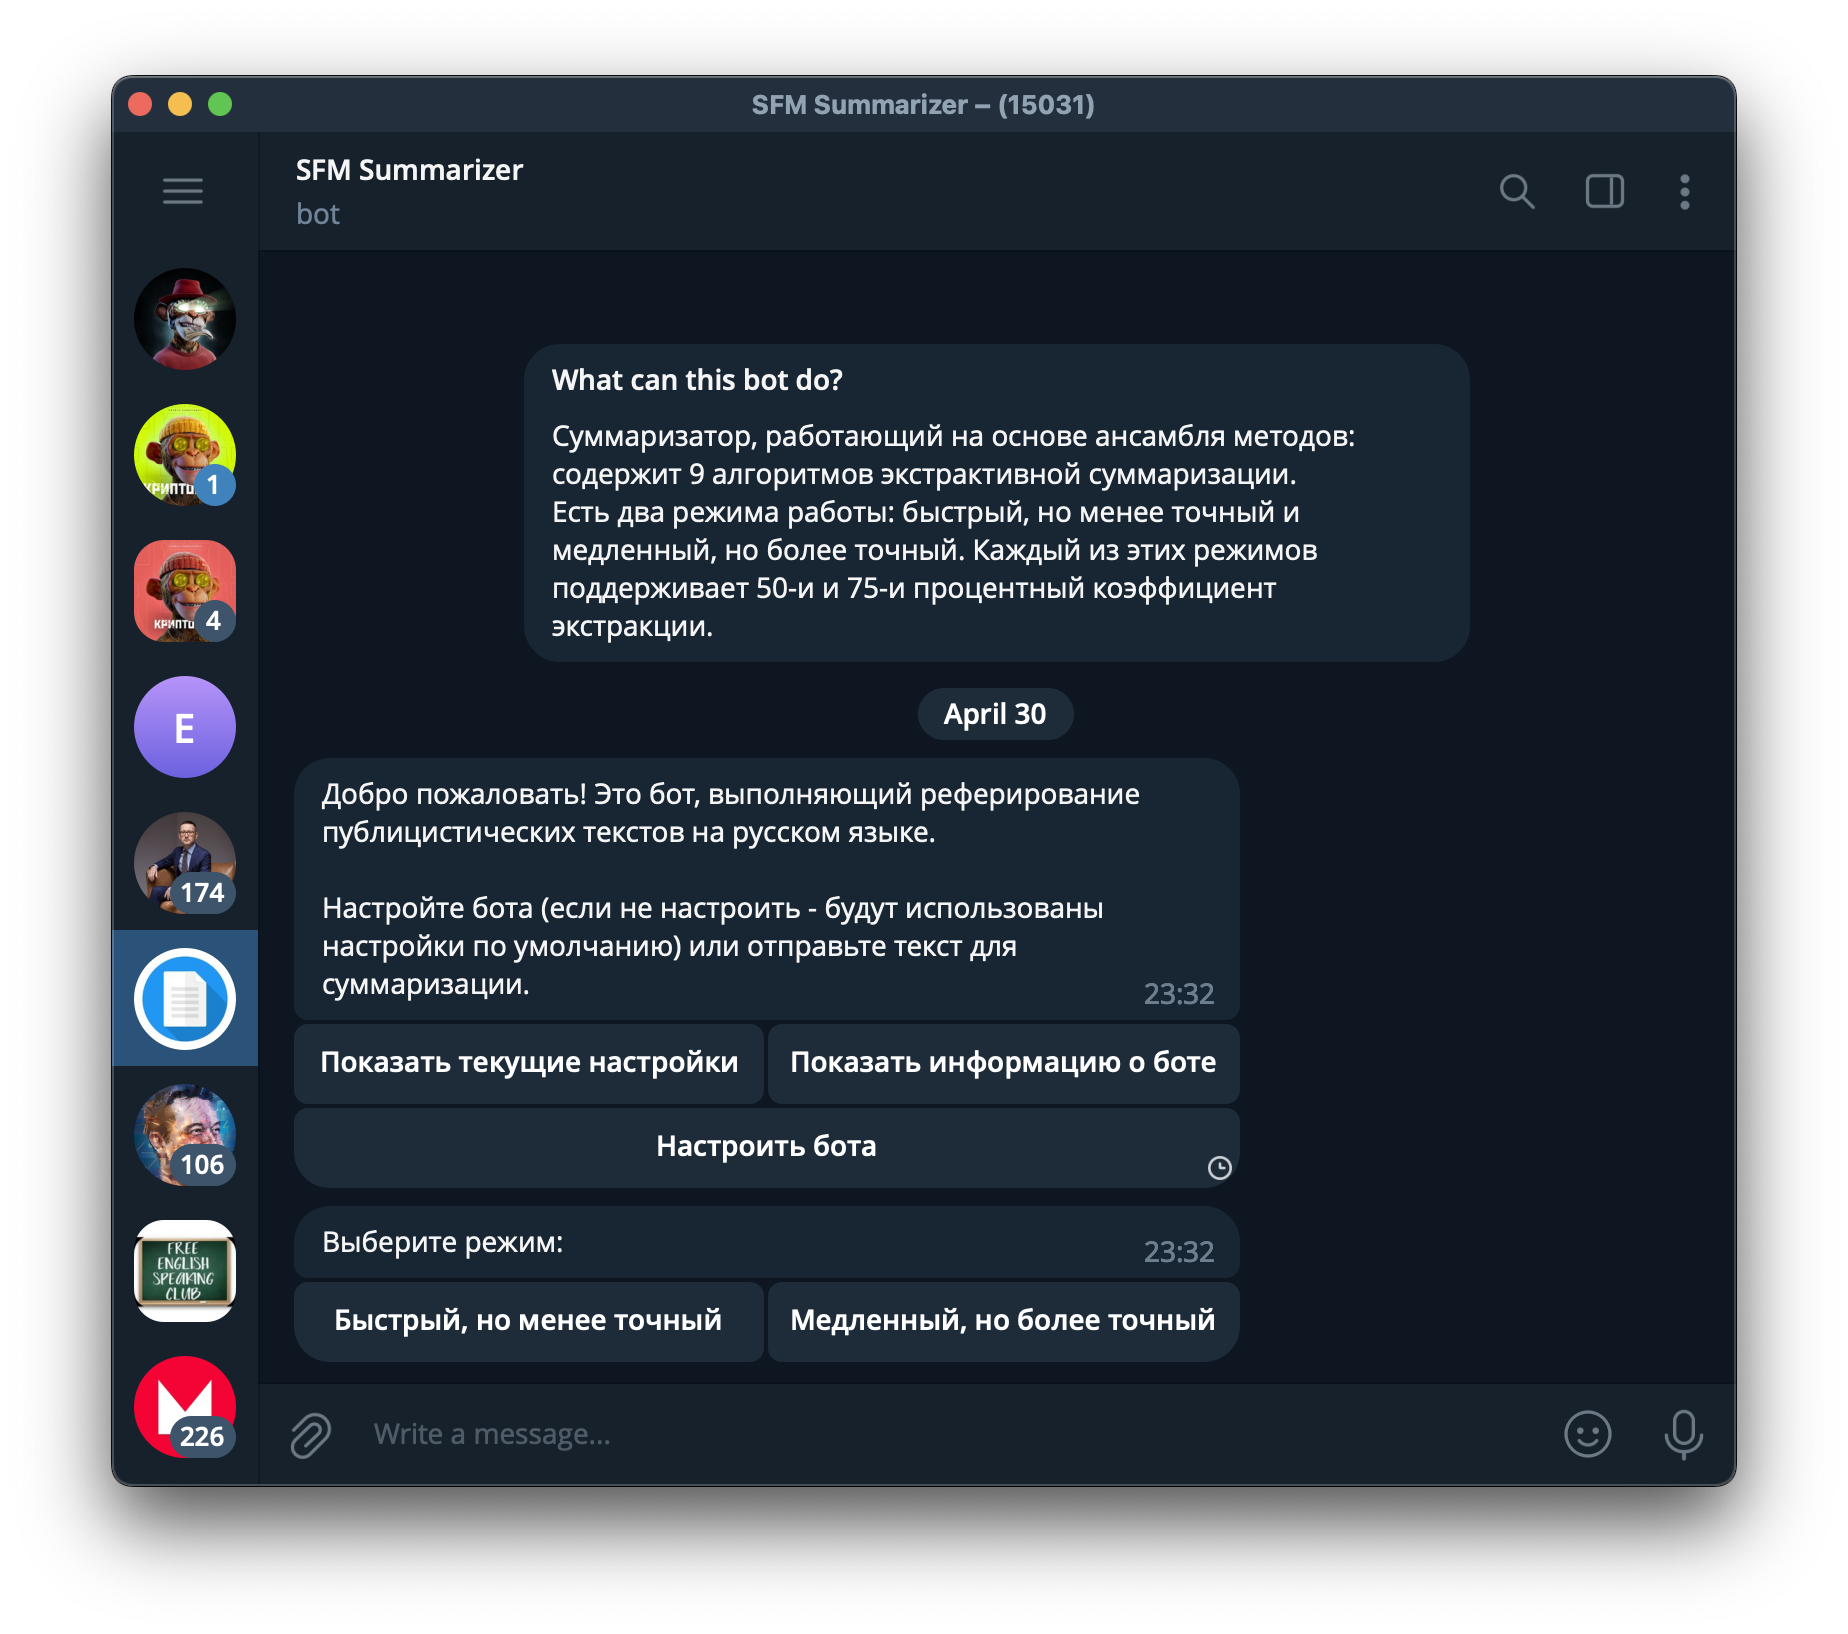 SFM Summarizer – (15031)
SFM Summarizer
bot
What can this bot do?
Суммаризатор, работающий на основе ансамбля методов:
содержит 9 алгоритмов экстрактивной суммаризации.
Есть два режима работы: быстрый, но менее точный и
медленный, но более точный. Каждый из этих режимов
поддерживает 50-и и 75-и процентный коэффициент
экстракции.
April 30
Добро пожаловать! Это бот, выполняющий реферирование
публицистических текстов на русском языке.
Настройте бота (если не настроить - будут использованы
настройки по умолчанию) или отправьте текст для
суммаризации.
23:32
Показать текущие настройки
Показать информацию о боте
Настроить бота
Выберите режим:
23:32
Быстрый, но менее точный
Медленный, но более точный
Write a message...
1
4
E
174
106
FREE
ENGLISH
SPEAKING
CLUB
M
226